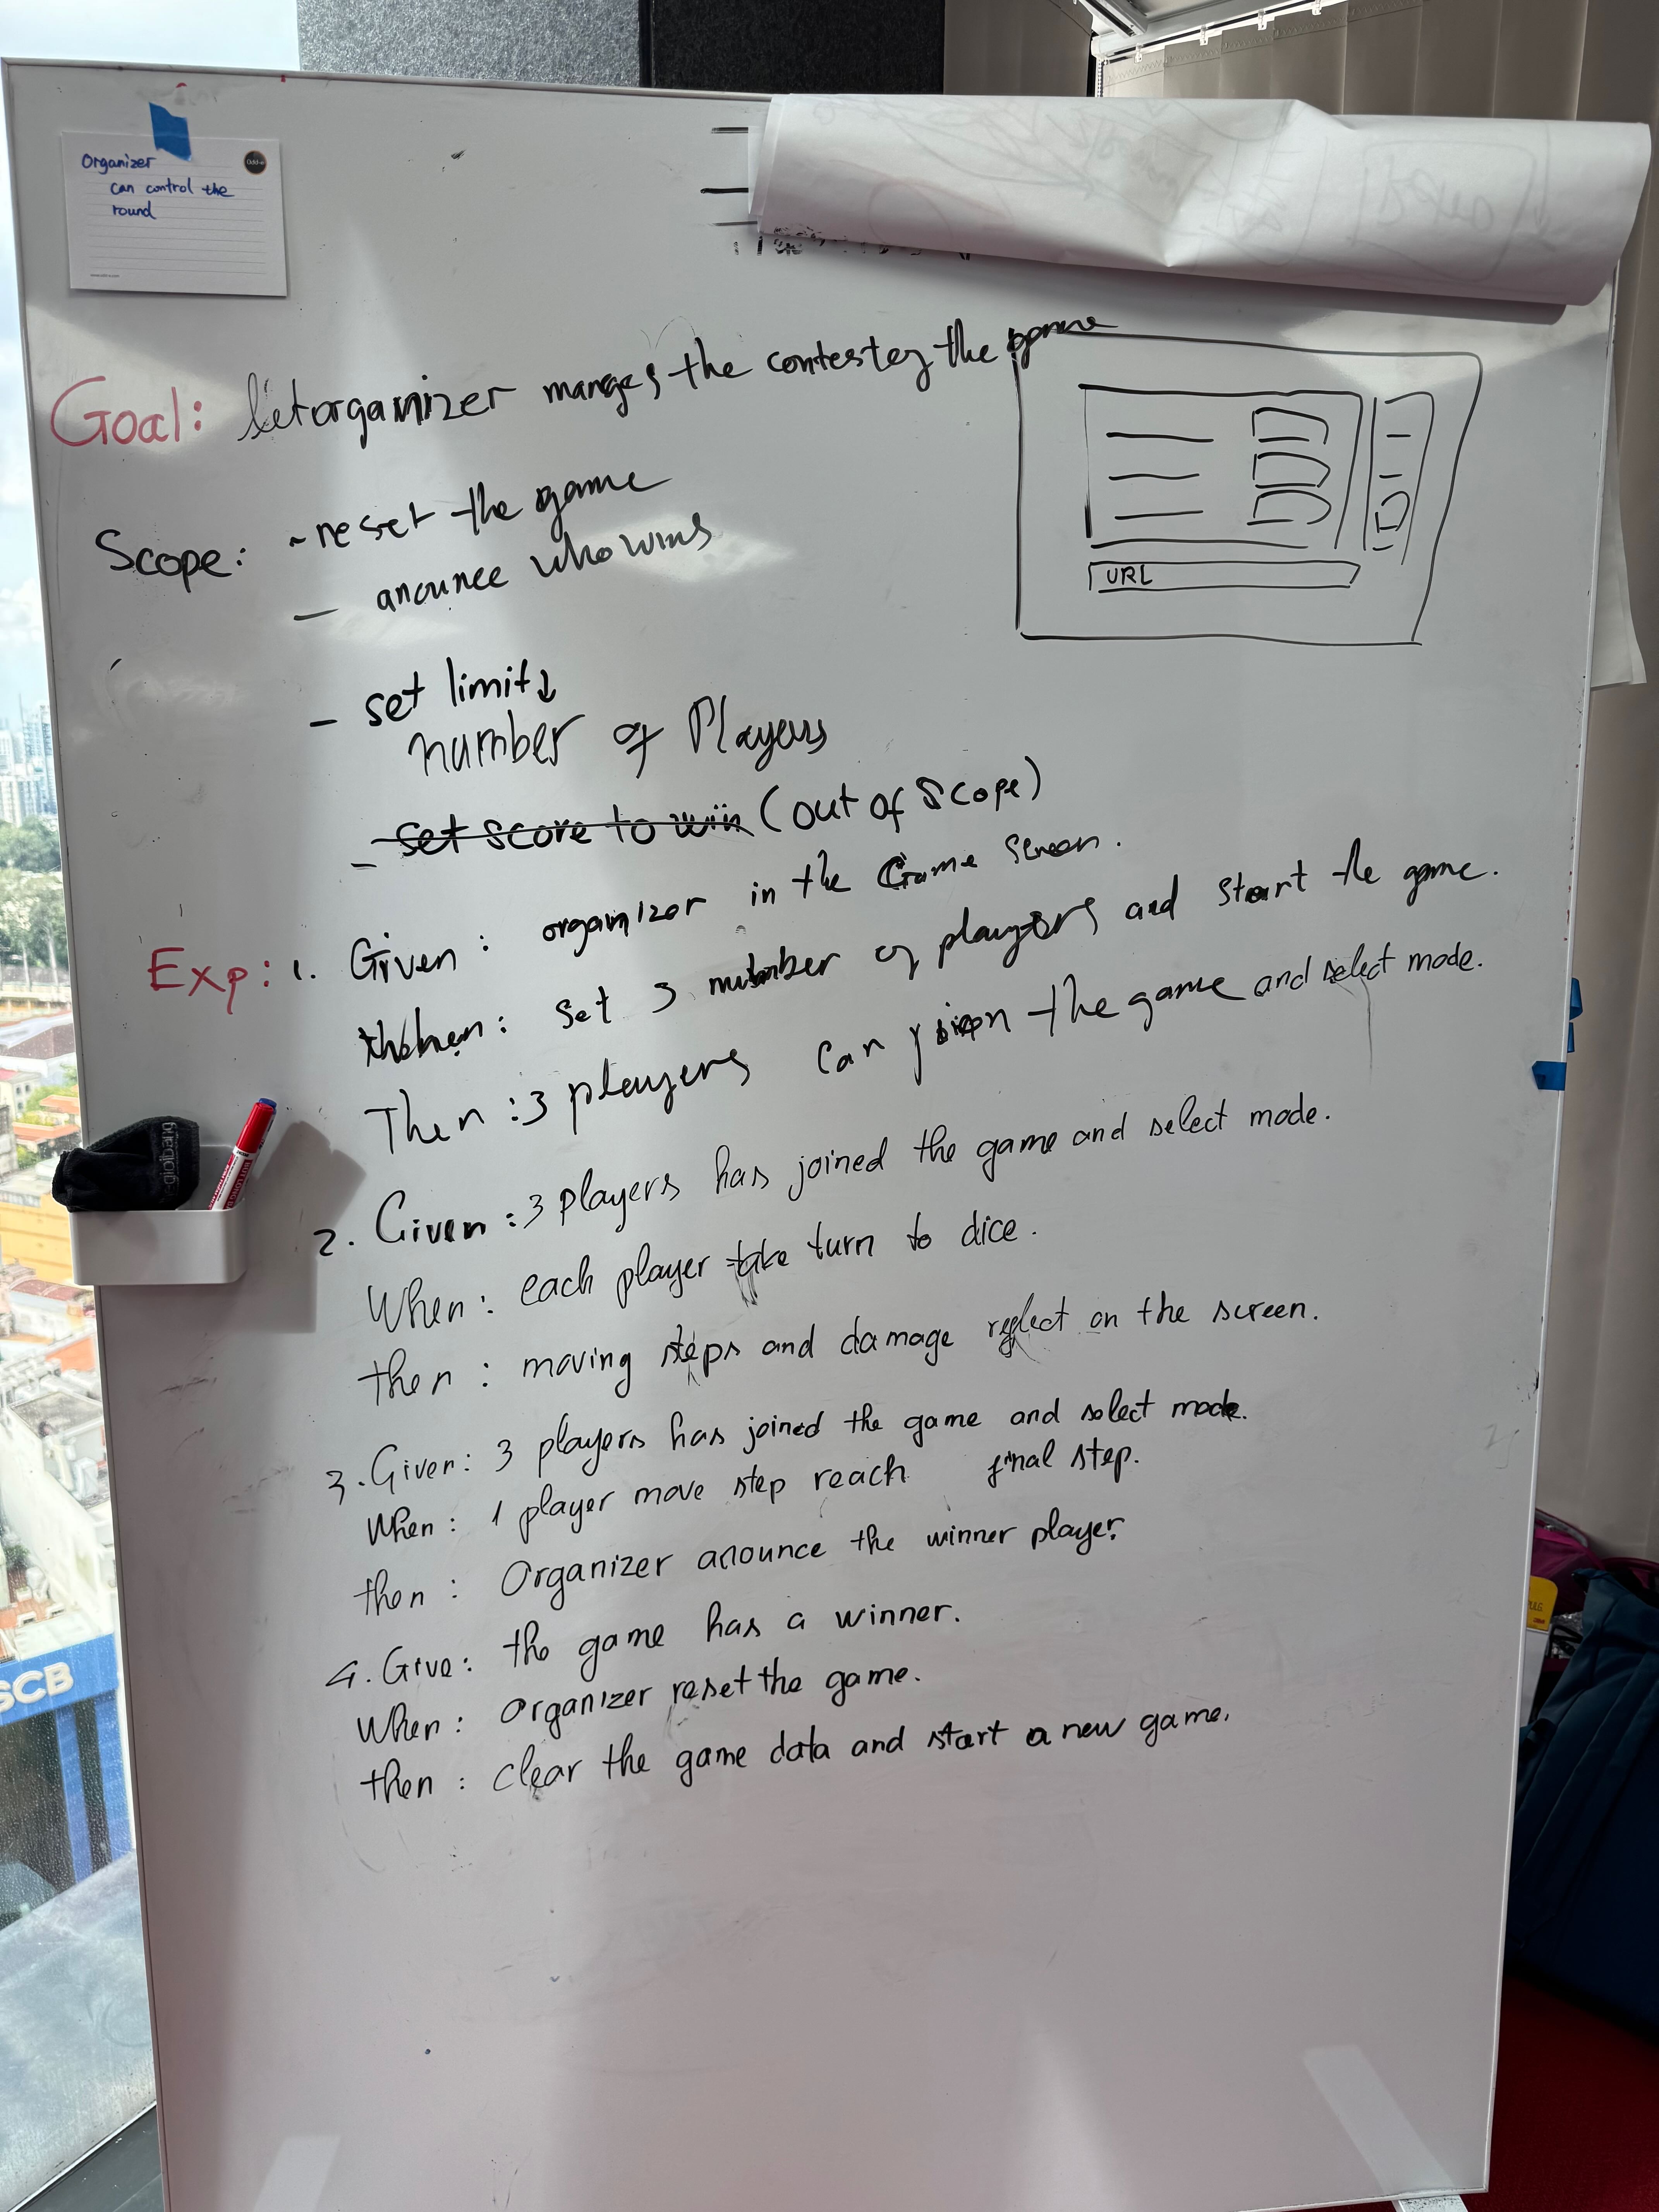 Organizer
can control the
round
Odd-e
Goal: let organizer manges the contest the game
Scope: - reset the game
- anounce who wins
- set limit
number of Players
- set score to win (out of scope)
URL
Exp: 1. Given: organizor in the Game Screen.
When: set 3 number of players and start the game.
Then: 3 players can join the game and select mode.
2. Given: 3 players has joined the game and select mode.
When: each player take turn to dice.
then: moving steps and damage reflect on the screen.
3. Given: 3 players has joined the game and select mode.
When: 1 player move step reach final step.
then: Organizer anounce the winner player.
4. Give: the game has a winner.
When: Organizer reset the game.
then: clear the game data and start a new game.
SCB